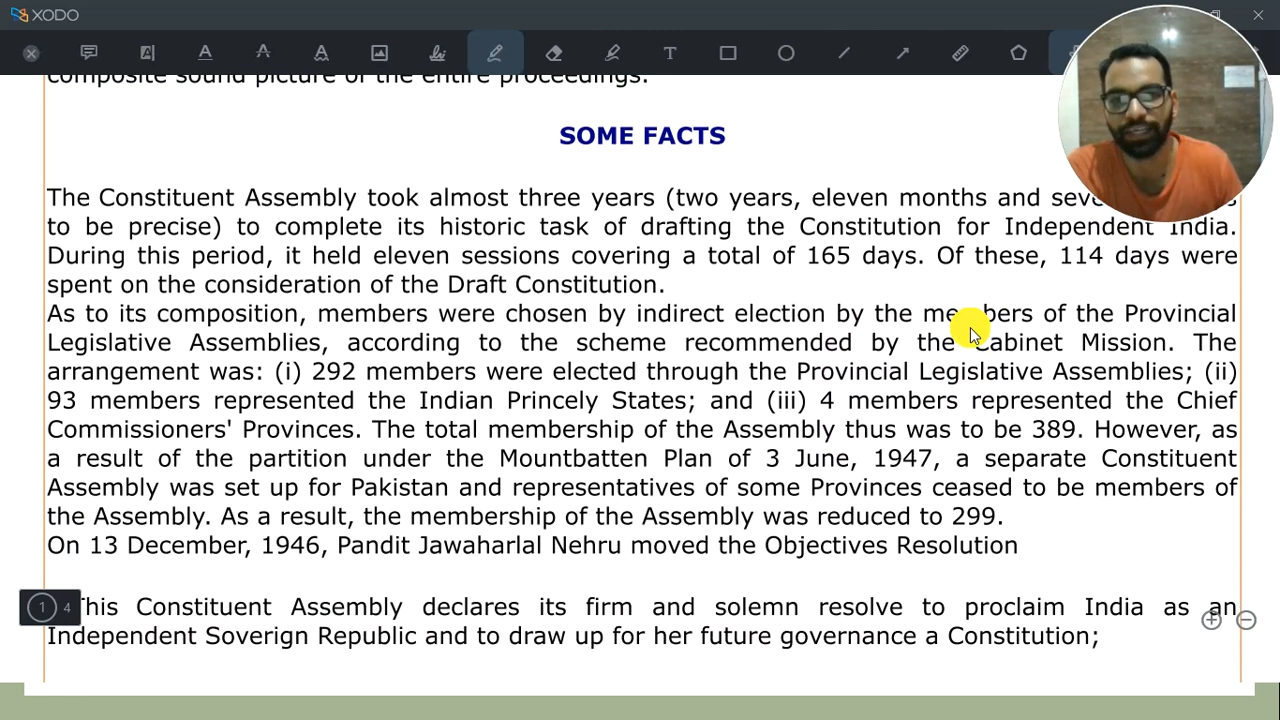 XODO
composite sound picture of the entire proceedings.
SOME FACTS
The Constituent Assembly took almost three years (two years, eleven months and
to be precise) to complete its historic task of drafting the Constitution for Independent India.
During this period, it held eleven sessions covering a total of 165 days. Of these, 114 days were
spent on the consideration of the Draft Constitution.
As to its composition, members were chosen by indirect election by the members of the Provincial
Legislative Assemblies, according to the scheme recommended by the Cabinet Mission. The
arrangement was: (i) 292 members were elected through the Provincial Legislative Assemblies; (ii)
93 members represented the Indian Princely States; and (iii) 4 members represented the Chief
Commissioners' Provinces. The total membership of the Assembly thus was to be 389. However, as
a result of the partition under the Mountbatten Plan of 3 June, 1947, a separate Constituent
Assembly was set up for Pakistan and representatives of some Provinces ceased to be members of
the Assembly. As a result, the membership of the Assembly was reduced to 299.
On 13 December, 1946, Pandit Jawaharlal Nehru moved the Objectives Resolution
1 4
This Constituent Assembly declares its firm and solemn resolve to proclaim India as an
Independent Soverign Republic and to draw up for her future governance a Constitution;